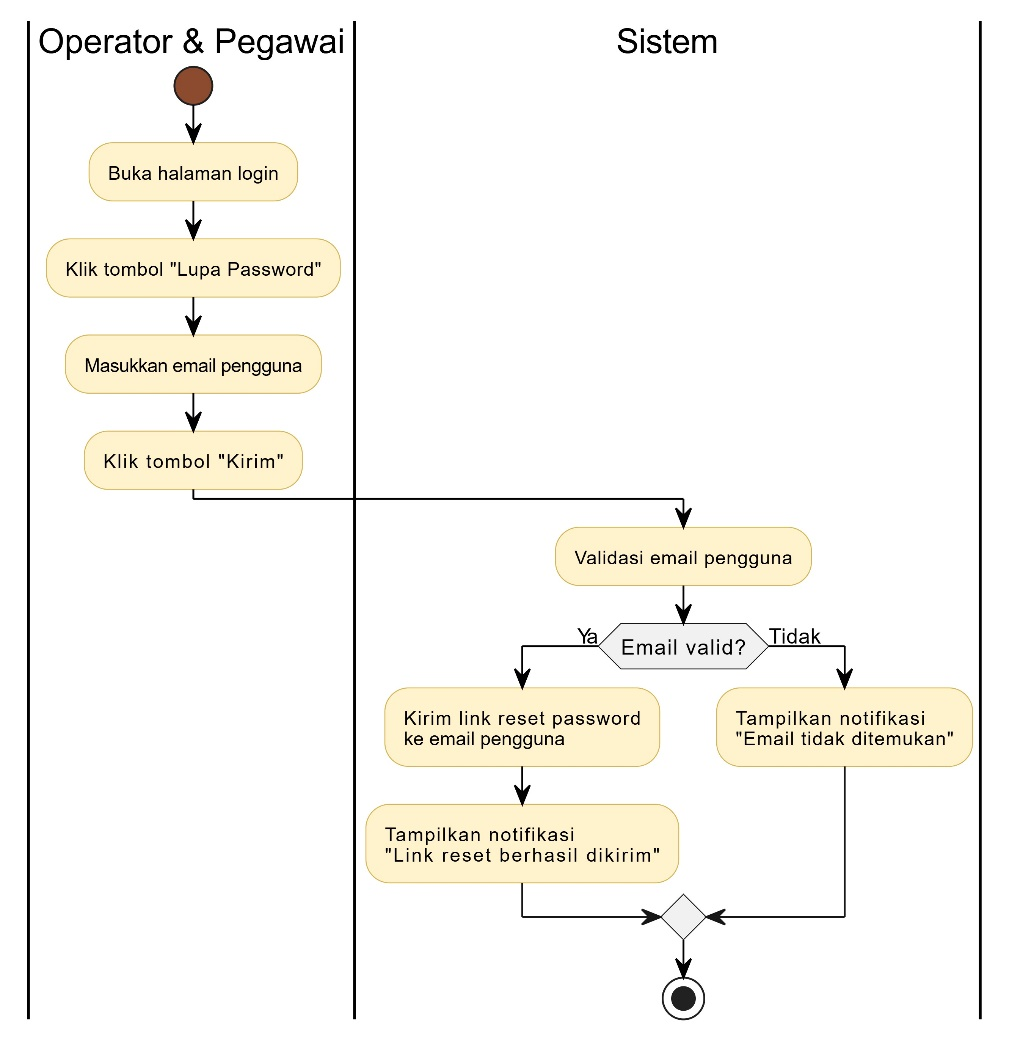 Operator & Pegawai
Sistem
Buka halaman login
Klik tombol "Lupa Password"
Masukkan email pengguna
Klik tombol "Kirim"
Validasi email pengguna
Ya
Email valid?
Tidak
Kirim link reset password
ke email pengguna
Tampilkan notifikasi
"Email tidak ditemukan"
Tampilkan notifikasi
"Link reset berhasil dikirim"